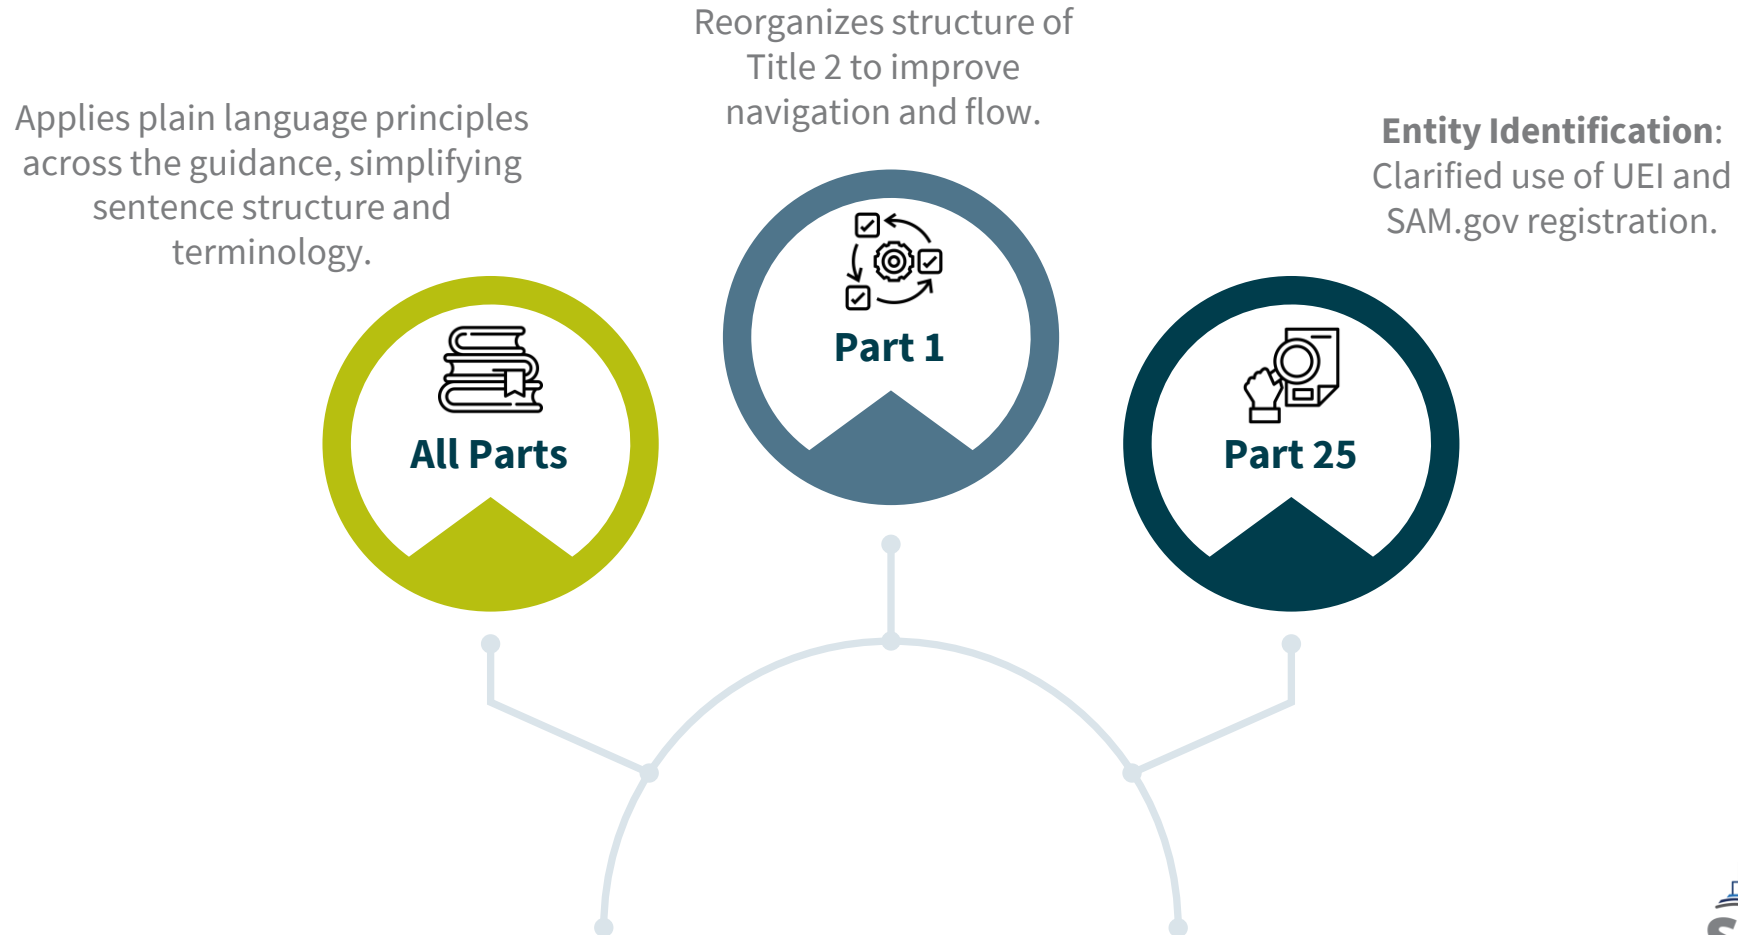 Reorganizes structure of
Title 2 to improve
navigation and flow.
Applies plain language principles
across the guidance, simplifying
sentence structure and
terminology.
Entity Identification:
Clarified use of UEI and
SAM.gov registration.
Part 1
All Parts
Part 25